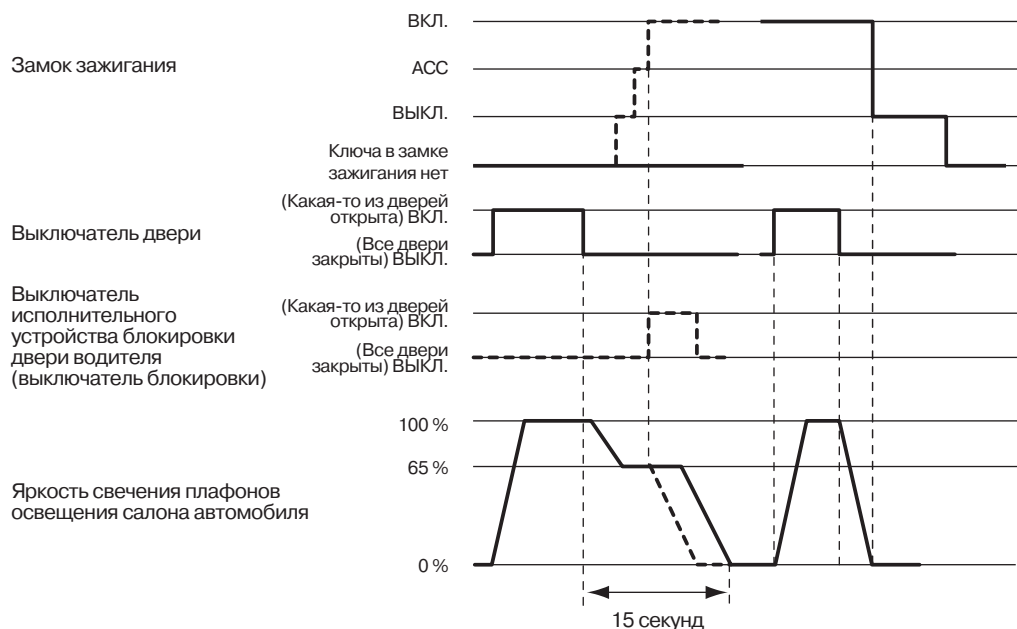 ВКЛ.
Замок зажигания
ACC
ВЫКЛ.
Ключа в замке
зажигания нет
(Какая-то из дверей
открыта) ВКЛ.
Выключатель двери
(Все двери
закрыты) ВЫКЛ.
Выключатель
исполнительного
устройства блокировки
двери водителя
(выключатель блокировки)
(Какая-то из дверей
открыта) ВКЛ.
(Все двери
закрыты) ВЫКЛ.
100 %
65 %
Яркость свечения плафонов
освещения салона автомобиля
0 %
15 секунд